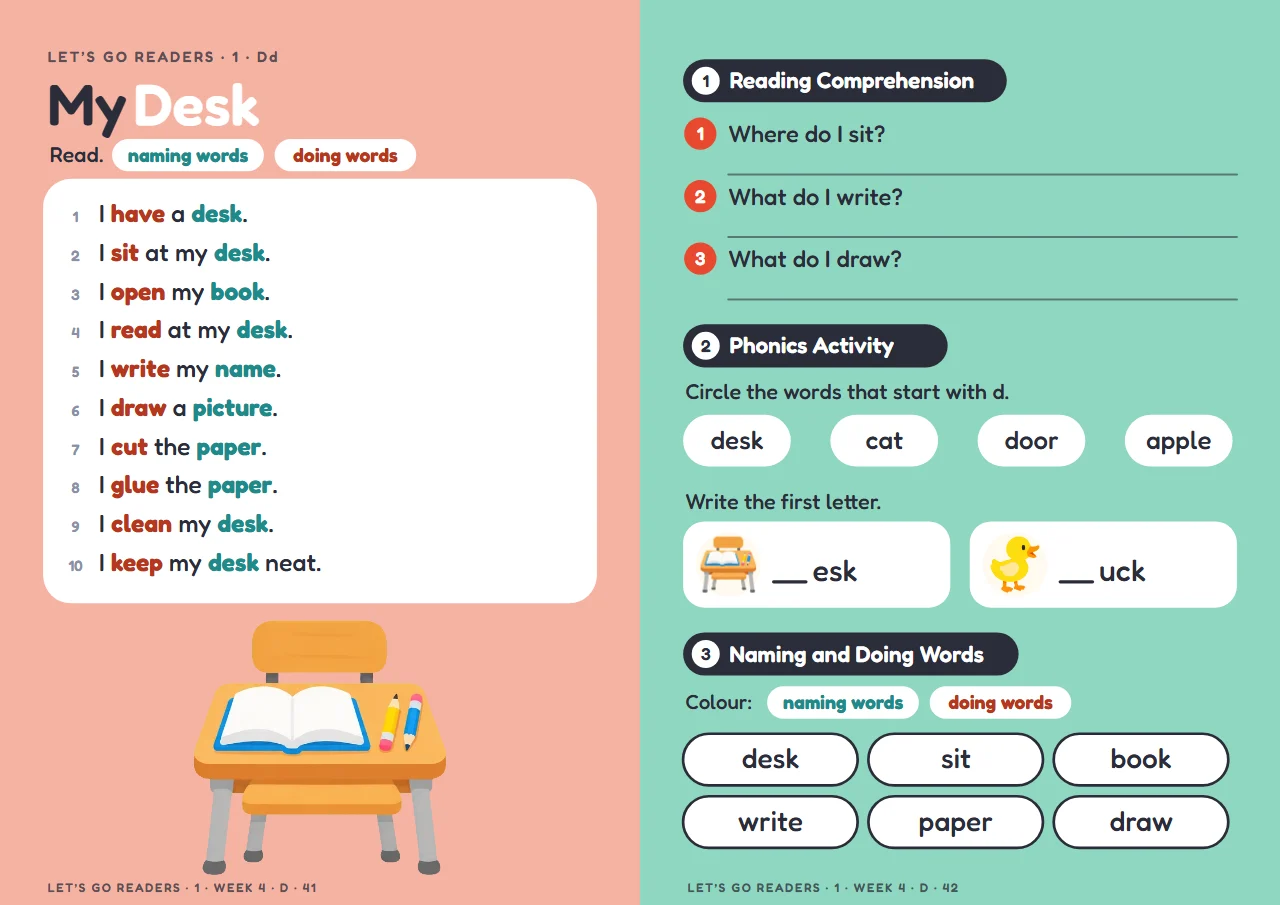 LET'S GO READERS · 1 · Dd
My Desk
Read. naming words doing words
1 I have a desk.
2 I sit at my desk.
3 I open my book.
4 I read at my desk.
5 I write my name.
6 I draw a picture.
7 I cut the paper.
8 I glue the paper.
9 I clean my desk.
10 I keep my desk neat.
LET'S GO READERS · 1 · WEEK 4 · D · 41
1 Reading Comprehension
1 Where do I sit?
2 What do I write?
3 What do I draw?
2 Phonics Activity
Circle the words that start with d.
desk cat door apple
Write the first letter.
__ esk __ uck
3 Naming and Doing Words
Colour: naming words doing words
desk sit book
write paper draw
LET'S GO READERS · 1 · WEEK 4 · D · 42